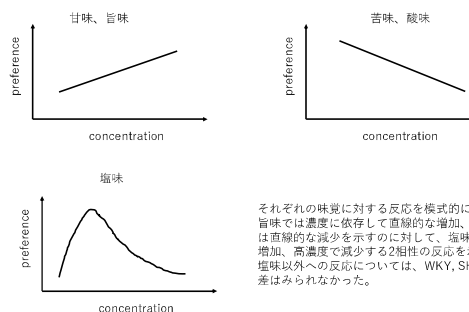 甘味、旨味
苦味、酸味
preference
concentration
preference
concentration
塩味
preference
concentration
それぞれの味覚に対する反応を模式的に
旨味では濃度に依存して直線的な増加、
は直線的な減少を示すのに対して、塩味
増加、高濃度で減少する2相性の反応を
塩味以外への反応については、WKY, SH
差はみられなかった。